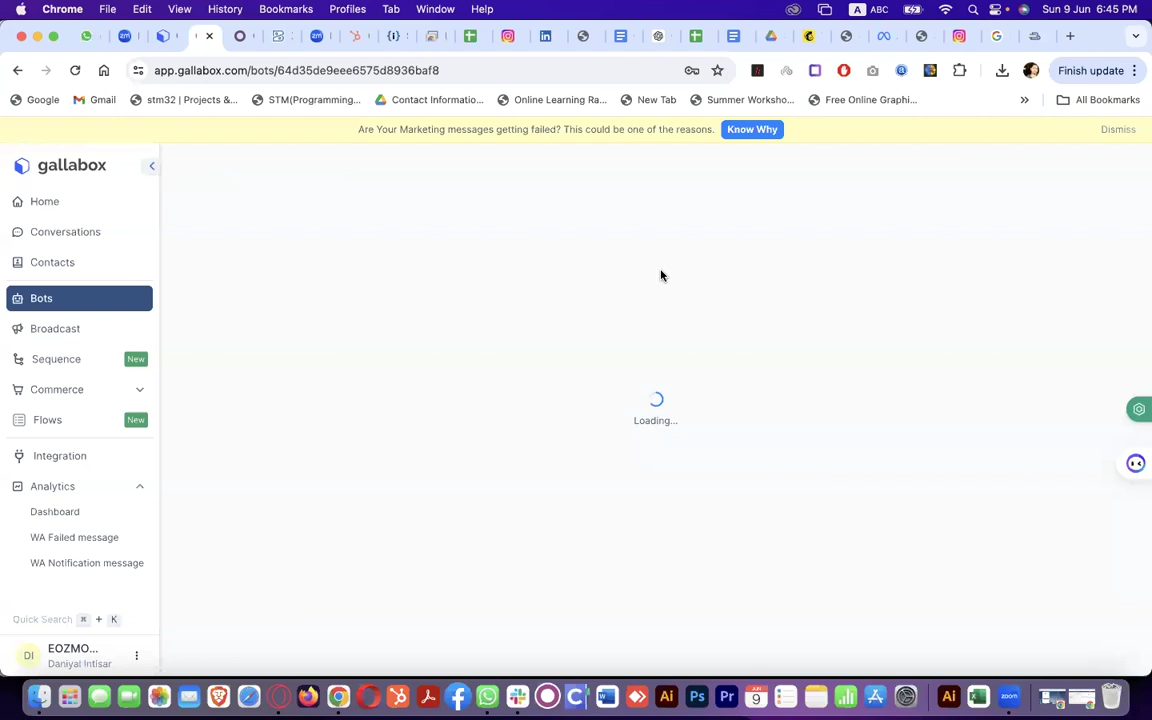 Chrome File Edit View History Bookmarks Profiles Tab Window Help
A ABC Sun 9 Jun 6:45 PM
app.gallabox.com/bots/64d35de9eee6575d8936baf8
Finish update
Google Gmail stm32 | Projects &... STM(Programming,... Contact Informatio... Online Learning Ra... New Tab Summer Worksho... Free Online Graphi... All Bookmarks
Are Your Marketing messages getting failed? This could be one of the reasons. Know Why Dismiss
gallabox
Home
Conversations
Contacts
Bots
Broadcast
Sequence New
Commerce
Flows New
Loading...
Integration
Analytics
Dashboard
WA Failed message
WA Notification message
Quick Search ⌘ + K
DI EOZMO...
Daniyal Intisar